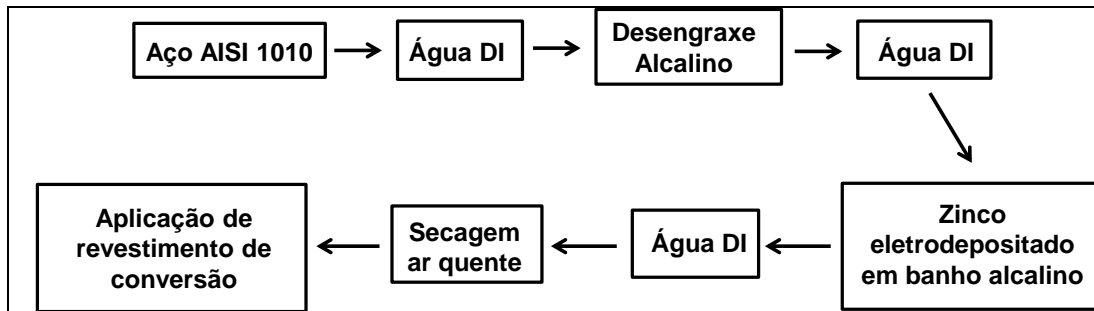 Aço AISI 1010
Água DI
Desengraxe
Alcalino
Água DI
Zinco
eletrodepositado
em banho alcalino
Água DI
Secagem
ar quente
Aplicação de
revestimento de
conversão